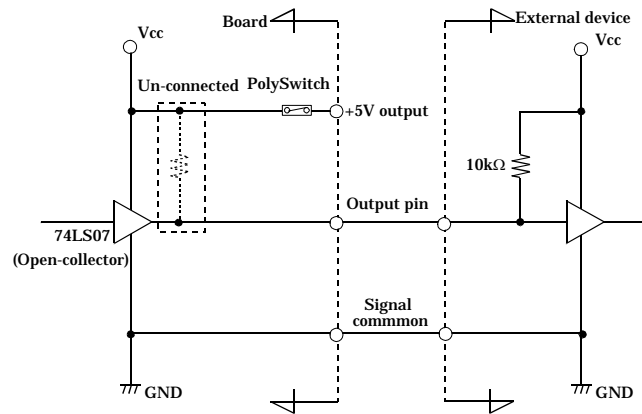 Board
External device
Vcc
Vcc
Un-connected
PolySwitch
+5V output
10kΩ
Output pin
74LS07
(Open-collector)
Signal
commmon
GND
GND